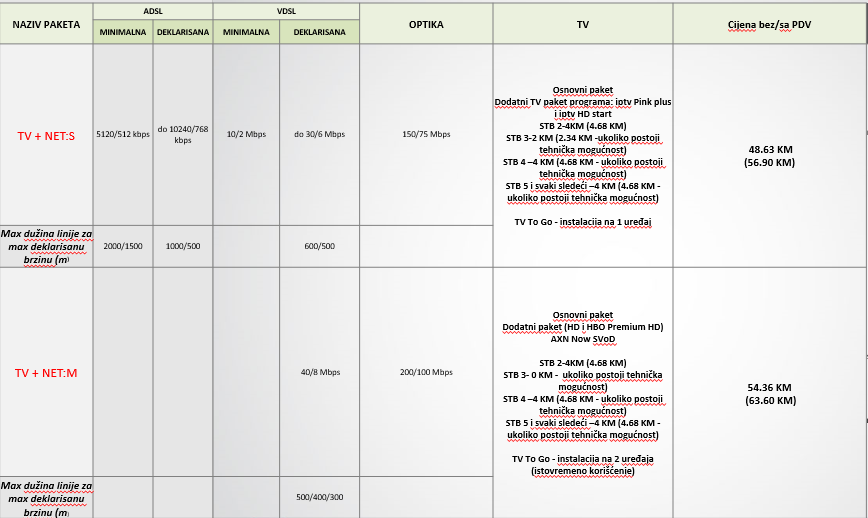 NAZIV PAKETA
ADSL
VDSL
OPTIKA
TV
Cijena bez/sa PDV
MINIMALNA
DEKLARISANA
MINIMALNA
DEKLARISANA
TV + NET:S
5120/512 kbps
do 10240/768
kbps
10/2 Mbps
do 30/6 Mbps
150/75 Mbps
Osnovni paket
Dodatni TV paket programa: iptv Pink plus
i iptv HD start
STB 2-4KM (4.68 KM)
STB 3-2 KM (2.34 KM -ukoliko postoji
tehnička mogućnost)
STB 4 –4 KM (4.68 KM - ukoliko postoji
tehnička mogućnost)
STB 5 i svaki sledeći –4 KM (4.68 KM -
ukoliko postoji tehnička mogućnost)
TV To Go - instalacija na 1 uređaj
48.63 KM
(56.90 KM)
Max dužina linije za
max deklarisanu
brzinu (m)
2000/1500
1000/500
600/500
TV + NET:M
40/8 Mbps
200/100 Mbps
Osnovni paket
Dodatni paket (HD i HBO Premium HD)
AXN Now SVoD
STB 2-4KM (4.68 KM)
STB 3- 0 KM - ukoliko postoji tehnička
mogućnost)
STB 4 –4 KM (4.68 KM - ukoliko postoji
tehnička mogućnost)
STB 5 i svaki sledeći –4 KM (4.68 KM -
ukoliko postoji tehnička mogućnost)
TV To Go - instalacija na 2 uređaja
(istovremeno korišćenje)
54.36 KM
(63.60 KM)
Max dužina linije za
max deklarisanu
brzinu (m)
500/400/300